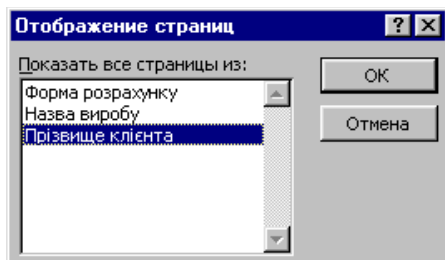 Отображение страниц
Показать все страницы из:
Форма розрахунку
Назва виробу
Прізвище клієнта
ОК
Отмена